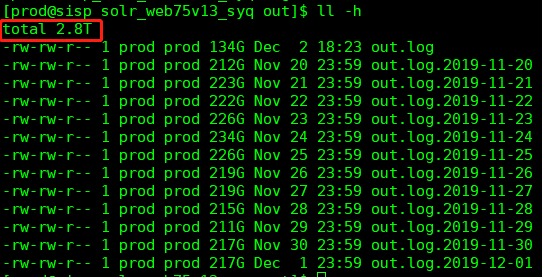 [prod@sisp solr_web75v13_syq out]$ ll -h
total 2.8T
-rw-rw-r-- 1 prod prod 134G Dec  2 18:23 out.log
-rw-rw-r-- 1 prod prod 212G Nov 20 23:59 out.log.2019-11-20
-rw-rw-r-- 1 prod prod 223G Nov 21 23:59 out.log.2019-11-21
-rw-rw-r-- 1 prod prod 222G Nov 22 23:59 out.log.2019-11-22
-rw-rw-r-- 1 prod prod 226G Nov 23 23:59 out.log.2019-11-23
-rw-rw-r-- 1 prod prod 234G Nov 24 23:59 out.log.2019-11-24
-rw-rw-r-- 1 prod prod 226G Nov 25 23:59 out.log.2019-11-25
-rw-rw-r-- 1 prod prod 219G Nov 26 23:59 out.log.2019-11-26
-rw-rw-r-- 1 prod prod 219G Nov 27 23:59 out.log.2019-11-27
-rw-rw-r-- 1 prod prod 215G Nov 28 23:59 out.log.2019-11-28
-rw-rw-r-- 1 prod prod 211G Nov 29 23:59 out.log.2019-11-29
-rw-rw-r-- 1 prod prod 217G Nov 30 23:59 out.log.2019-11-30
-rw-rw-r-- 1 prod prod 217G Dec  1 23:59 out.log.2019-12-01